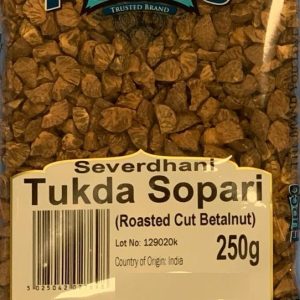 TRUSTED BRAND
Severdhani
Tukda Sopari
(Roasted Cut Betalnut)
Lot No: 129020k
250g
Country of Origin: India